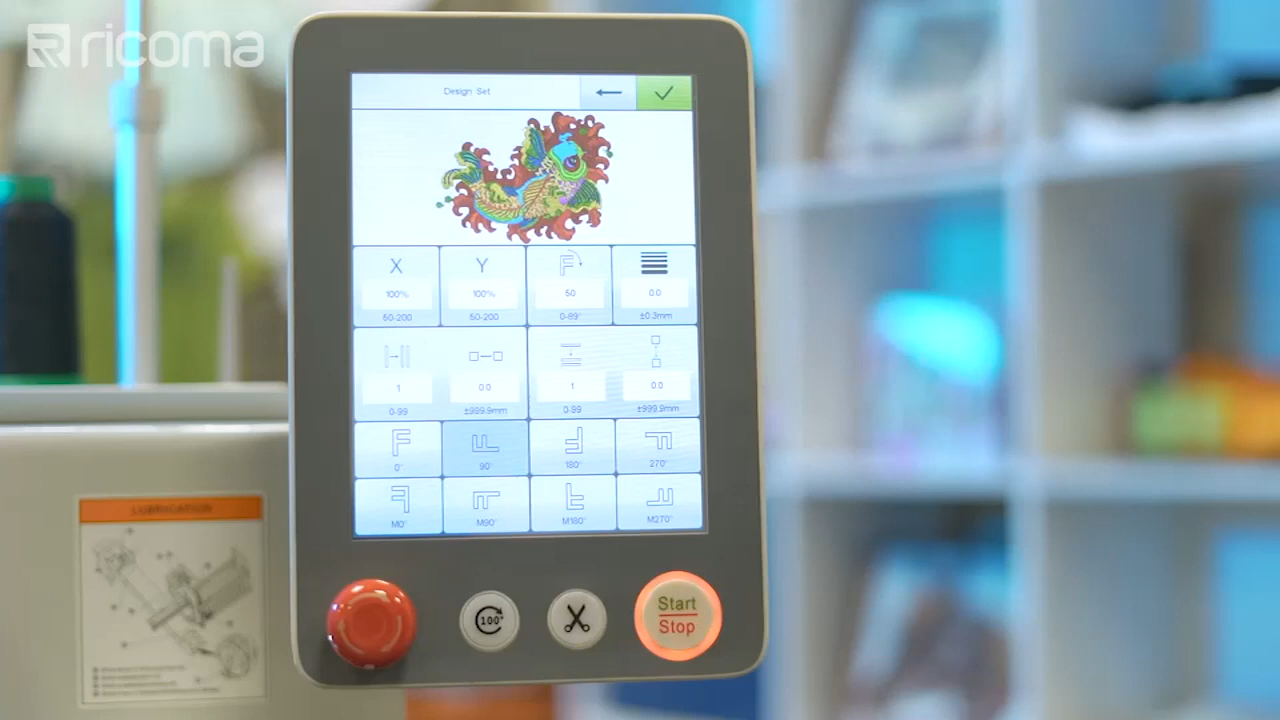 ricoma
Design Set
X Y
100% 100% 50 0.0
50-200 50-200 0-89° ±0.3mm
1 0.0 1 0.0
0-99 ±999.9mm 0-99 ±999.9mm
0° 90° 180° 270°
M0° M90° M180° M270°
LUBRICATION
100°
Start
Stop